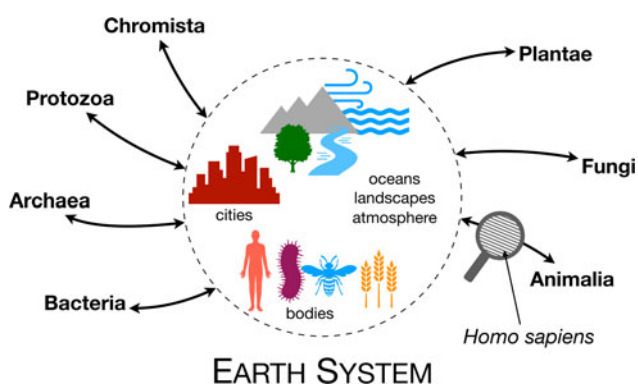 Chromista
Plantae
Protozoa
Fungi
oceans
landscapes
atmosphere
cities
Archaea
Animalia
Bacteria
bodies
Homo sapiens
EARTH SYSTEM